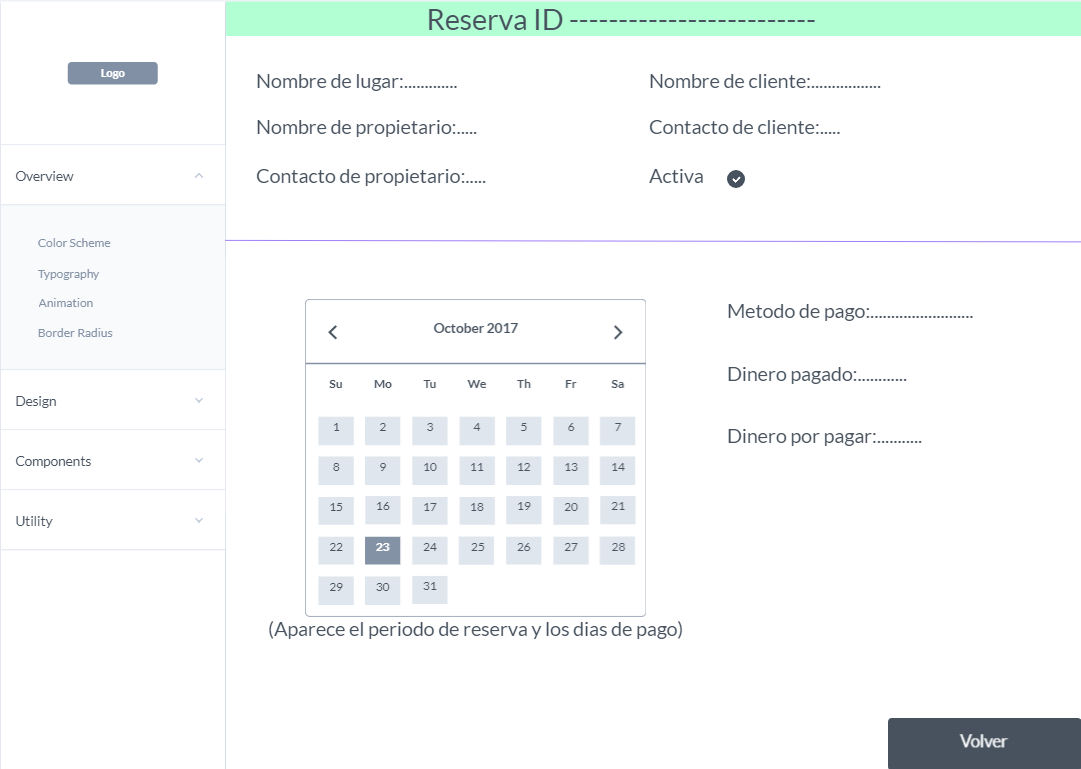 Reserva ID -------------------------
Logo
Nombre de lugar:.............
Nombre de cliente:.................
Nombre de propietario:.....
Contacto de cliente:.....
Contacto de propietario:.....
Activa
Overview
Color Scheme
Typography
Animation
Border Radius
Design
Components
Utility
October 2017
Su Mo Tu We Th Fr Sa
1 2 3 4 5 6 7
8 9 10 11 12 13 14
15 16 17 18 19 20 21
22 23 24 25 26 27 28
29 30 31
(Aparece el periodo de reserva y los dias de pago)
Metodo de pago:.........................
Dinero pagado:............
Dinero por pagar:...........
Volver